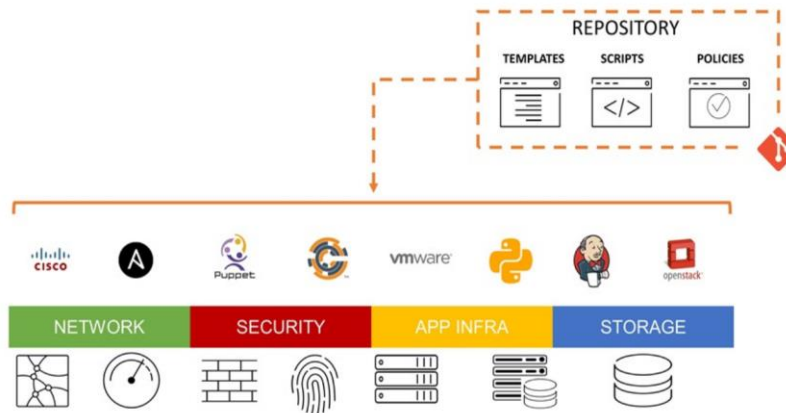 REPOSITORY
TEMPLATES SCRIPTS POLICIES
</>
CISCO A Puppet vmware openstack
NETWORK SECURITY APP INFRA STORAGE